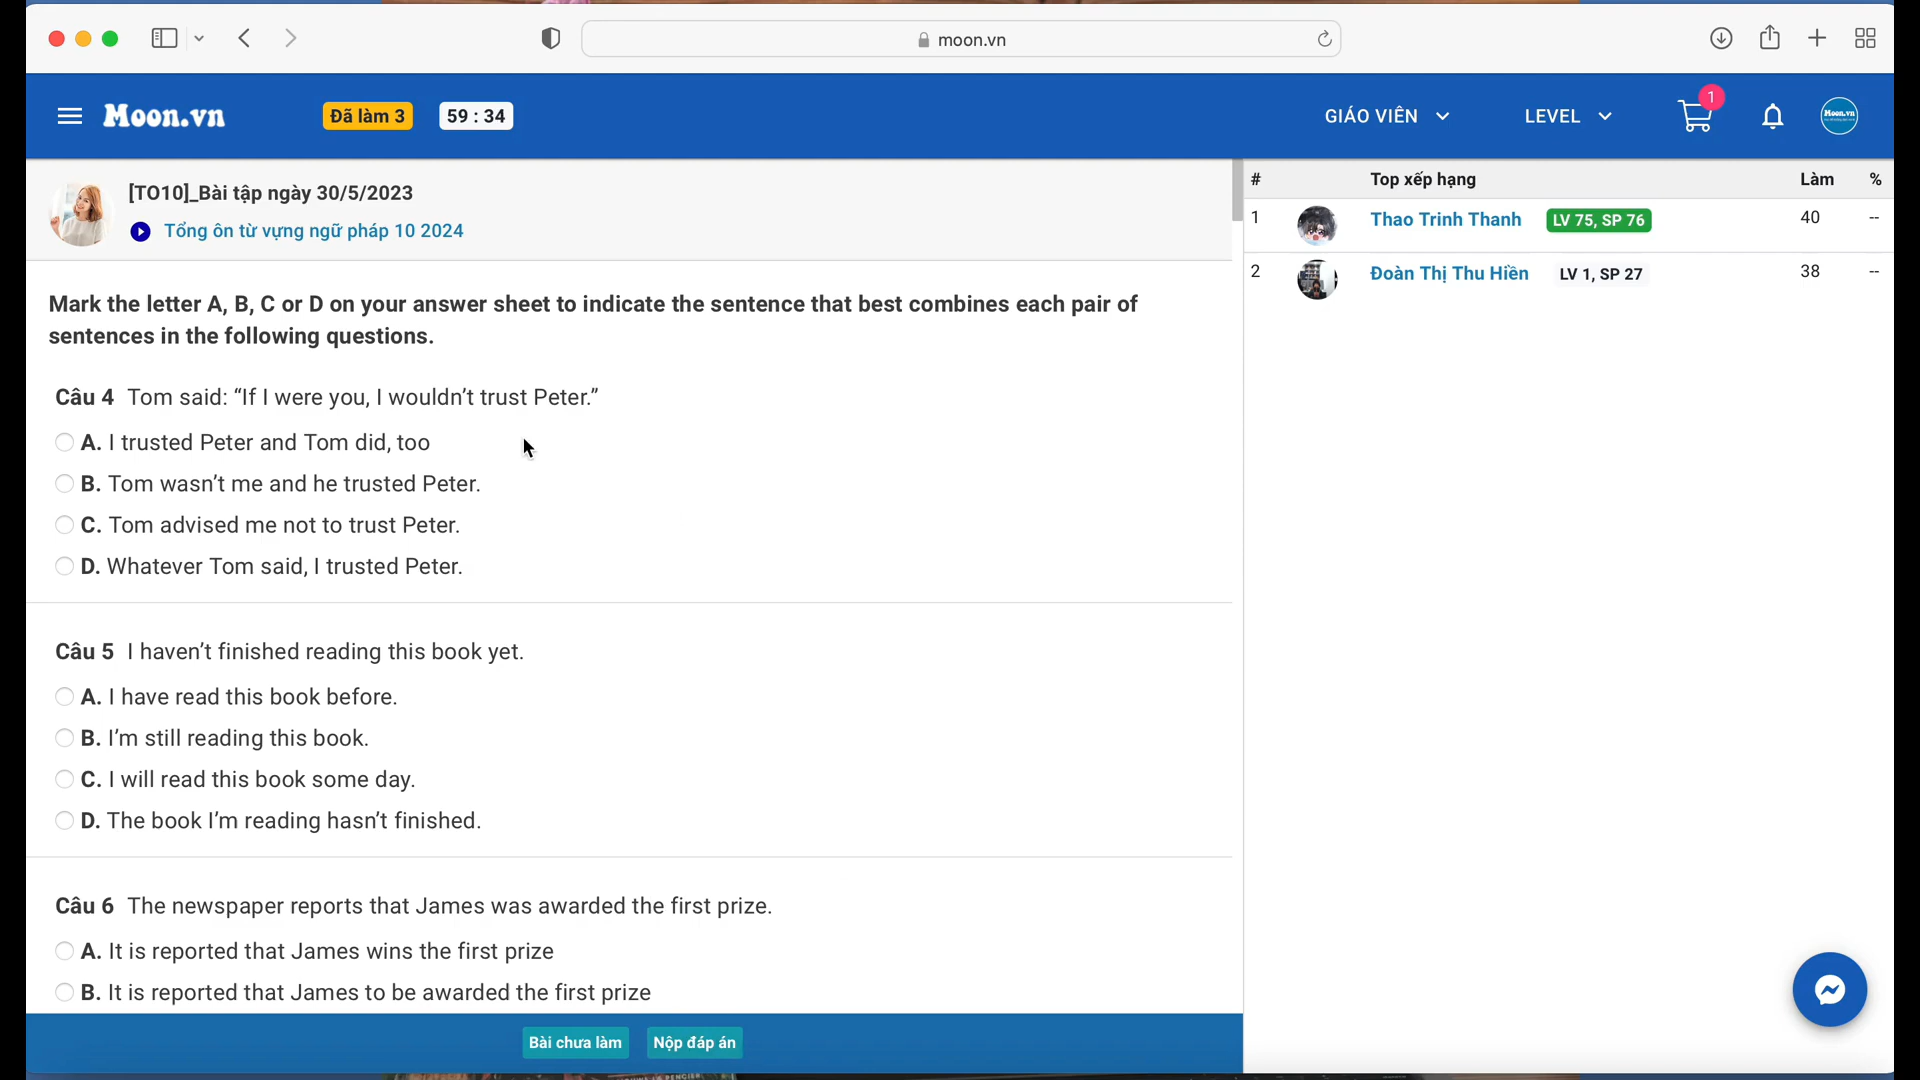 moon.vn
Moon.vn
Đã làm 3
59 : 34
GIÁO VIÊN
LEVEL
1
Moon.vn
[TO10]_Bài tập ngày 30/5/2023
Tổng ôn từ vựng ngữ pháp 10 2024
Mark the letter A, B, C or D on your answer sheet to indicate the sentence that best combines each pair of
sentences in the following questions.
Câu 4 Tom said: “If I were you, I wouldn’t trust Peter.”
A. I trusted Peter and Tom did, too
B. Tom wasn’t me and he trusted Peter.
C. Tom advised me not to trust Peter.
D. Whatever Tom said, I trusted Peter.
Câu 5 I haven’t finished reading this book yet.
A. I have read this book before.
B. I’m still reading this book.
C. I will read this book some day.
D. The book I’m reading hasn’t finished.
Câu 6 The newspaper reports that James was awarded the first prize.
A. It is reported that James wins the first prize
B. It is reported that James to be awarded the first prize
Bài chưa làm
Nộp đáp án
# Top xếp hạng Làm %
1 Thao Trinh Thanh LV 75, SP 76 40 --
2 Đoàn Thị Thu Hiền LV 1, SP 27 38 --